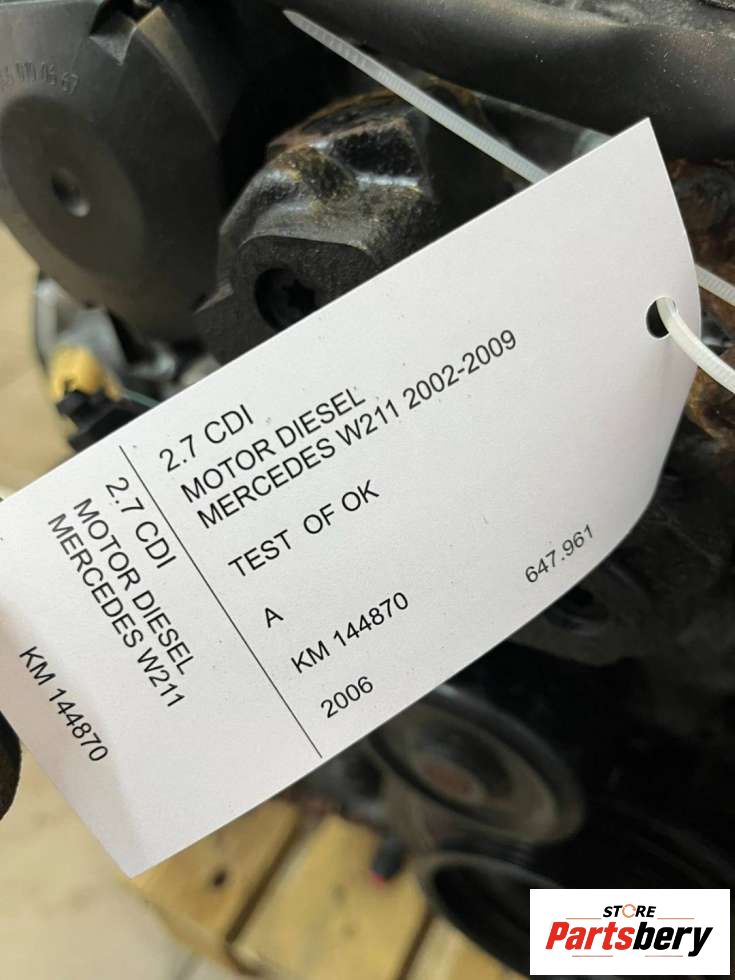 2.7 CDI
MOTOR DIESEL
MERCEDES W211 2002-2009
TEST OF OK
A
647.961
KM 144870
2006
2.7 CDI
MOTOR DIESEL
MERCEDES W211
KM 144870
STORE
Partsbery